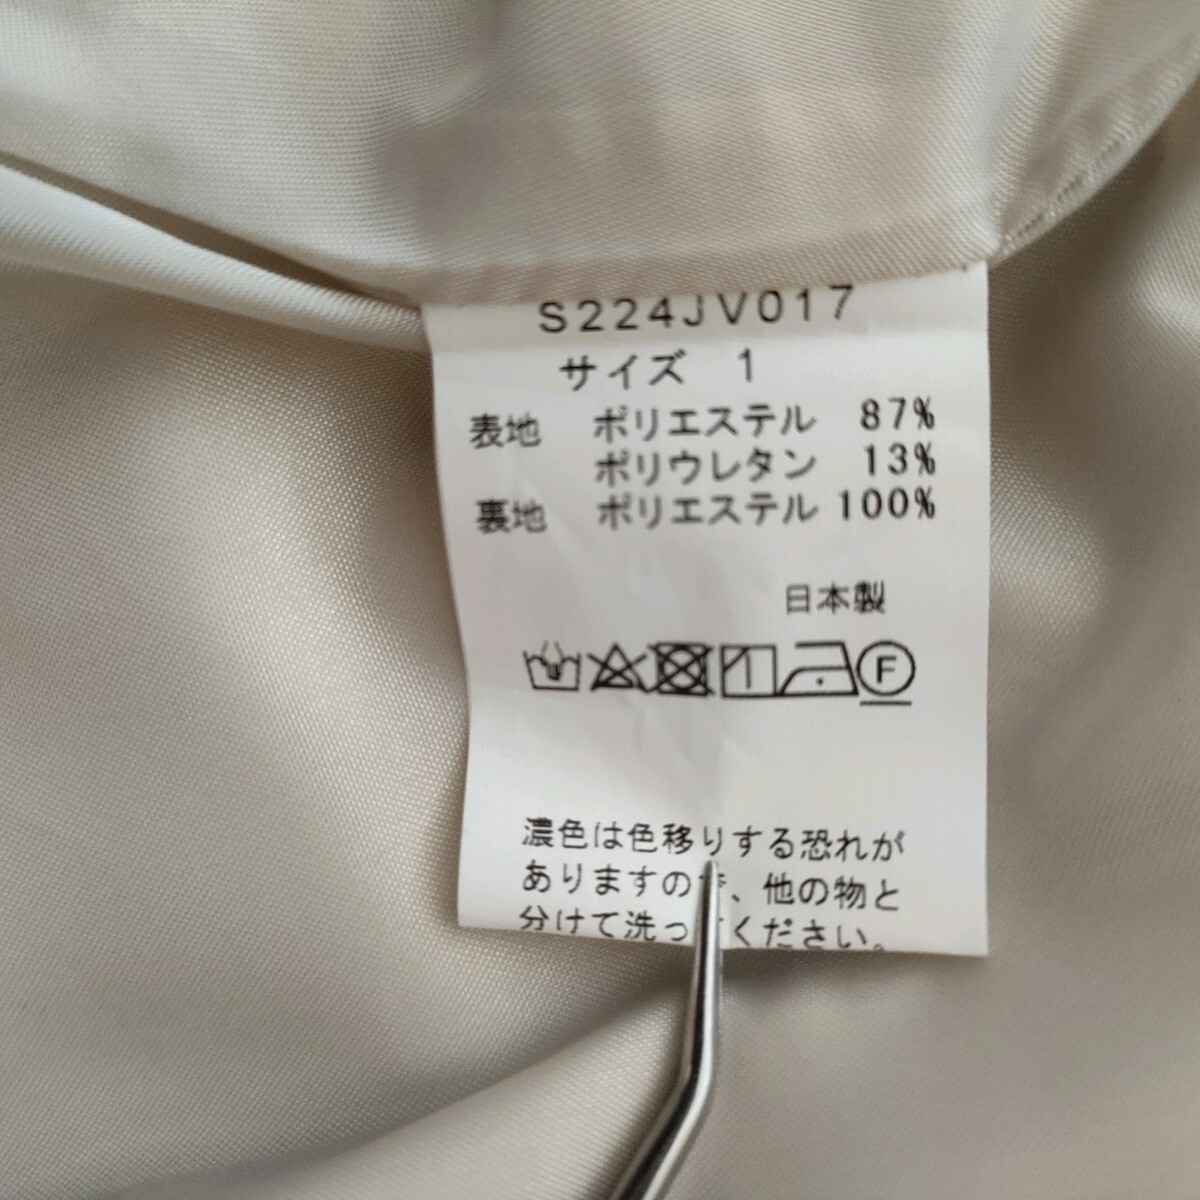 S224JV017
サイズ 1
表地 ポリエステル 87%
ポリウレタン 13%
裏地 ポリエステル 100%
日本製
F
濃色は色移りする恐れが
ありますので、他の物と
分けて洗ってください。